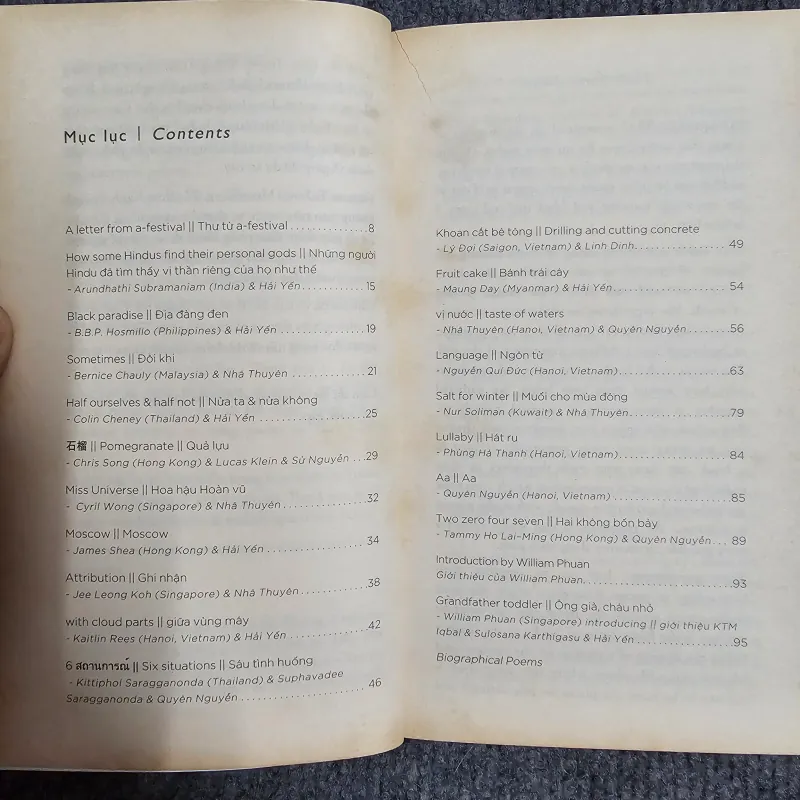 Mục lục | Contents
A letter from a-festival || Thư từ a-festival....................8
How some Hindus find their personal gods || Những người
Hindu đã tìm thấy vị thần riêng của họ như thế
- Arundhathi Subramaniam (India) & Hải Yến....................15
Black paradise || Địa đàng đen
- B.B.P. Hosmillo (Philippines) & Hải Yến....................19
Sometimes || Đôi khi
- Bernice Chauly (Malaysia) & Nhã Thuyên....................21
Half ourselves & half not || Nửa ta & nửa không
- Colin Cheney (Thailand) & Hải Yến....................25
石榴 || Pomegranate || Quả lựu
- Chris Song (Hong Kong) & Lucas Klein & Sử Nguyên...29
Miss Universe || Hoa hậu Hoàn vũ
- Cyril Wong (Singapore) & Nhã Thuyên....................32
Moscow || Moscow
- James Shea (Hong Kong) & Hải Yến....................34
Attribution || Ghi nhận
- Jee Leong Koh (Singapore) & Nhã Thuyên....................38
with cloud parts || giữa vùng mây
- Kaitlin Rees (Hanoi, Vietnam) & Hải Yến....................42
6 สถานการณ์ || Six situations || Sáu tình huống
- Kittiphol Saragganonda (Thailand) & Suphavadee
Saragganonda & Quyên Nguyễn....................46
Khoan cắt bê tông || Drilling and cutting concrete
- Lý Đợi (Saigon, Vietnam) & Linh Dinh....................49
Fruit cake || Bánh trái cây
- Maung Day (Myanmar) & Hải Yến....................54
vị nước || taste of waters
- Nhã Thuyên (Hanoi, Vietnam) & Quyên Nguyễn....................56
Language || Ngôn từ
- Nguyễn Quí Đức (Hanoi, Vietnam)....................63
Salt for winter || Muối cho mùa đông
- Nur Soliman (Kuwait) & Nhã Thuyên....................79
Lullaby || Hát ru
- Phùng Hà Thanh (Hanoi, Vietnam)....................84
Aa || Aa
- Quyên Nguyễn (Hanoi, Vietnam)....................85
Two zero four seven || Hai không bốn bảy
- Tammy Ho Lai-Ming (Hong Kong) & Quyên Nguyễn...89
Introduction by William Phuan
Giới thiệu của William Phuan....................93
Grandfather toddler || Ông già, cháu nhỏ
- William Phuan (Singapore) introducing || giới thiệu KTM
Iqbal & Sulosana Karthigasu & Hải Yến....................95
Biographical Poems